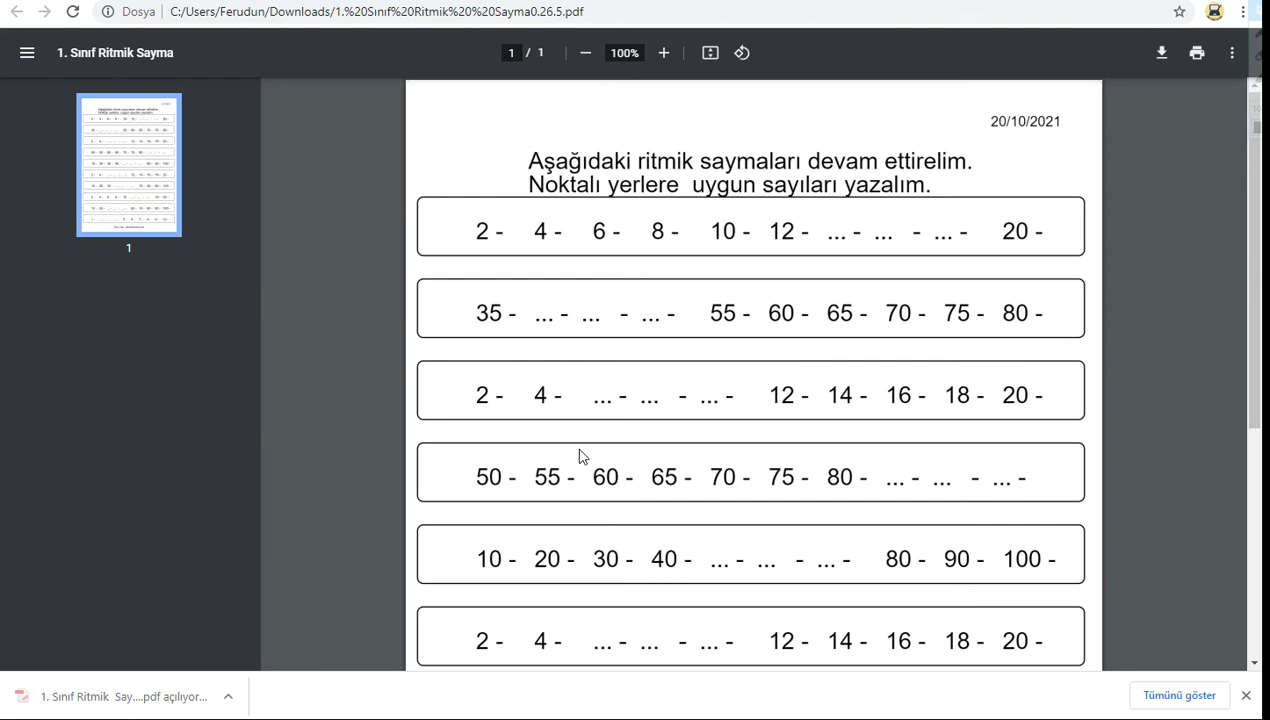 Dosya C:/Users/Ferudun/Downloads/1.%20Sınıf%20Ritmik%20%20Sayma0.26.5.pdf
1. Sınıf Ritmik Sayma 1 / 1 100%
20/10/2021
Aşağıdaki ritmik saymaları devam ettirelim.
Noktalı yerlere uygun sayıları yazalım.
2 - 4 - 6 - 8 - 10 - 12 - ... - ... - ... - 20 -
35 - ... - ... - ... - 55 - 60 - 65 - 70 - 75 - 80 -
2 - 4 - ... - ... - ... - 12 - 14 - 16 - 18 - 20 -
50 - 55 - 60 - 65 - 70 - 75 - 80 - ... - ... - ... -
10 - 20 - 30 - 40 - ... - ... - ... - 80 - 90 - 100 -
2 - 4 - ... - ... - ... - 12 - 14 - 16 - 18 - 20 -
1
1. Sınıf Ritmik Say....pdf açılıyor... Tümünü göster